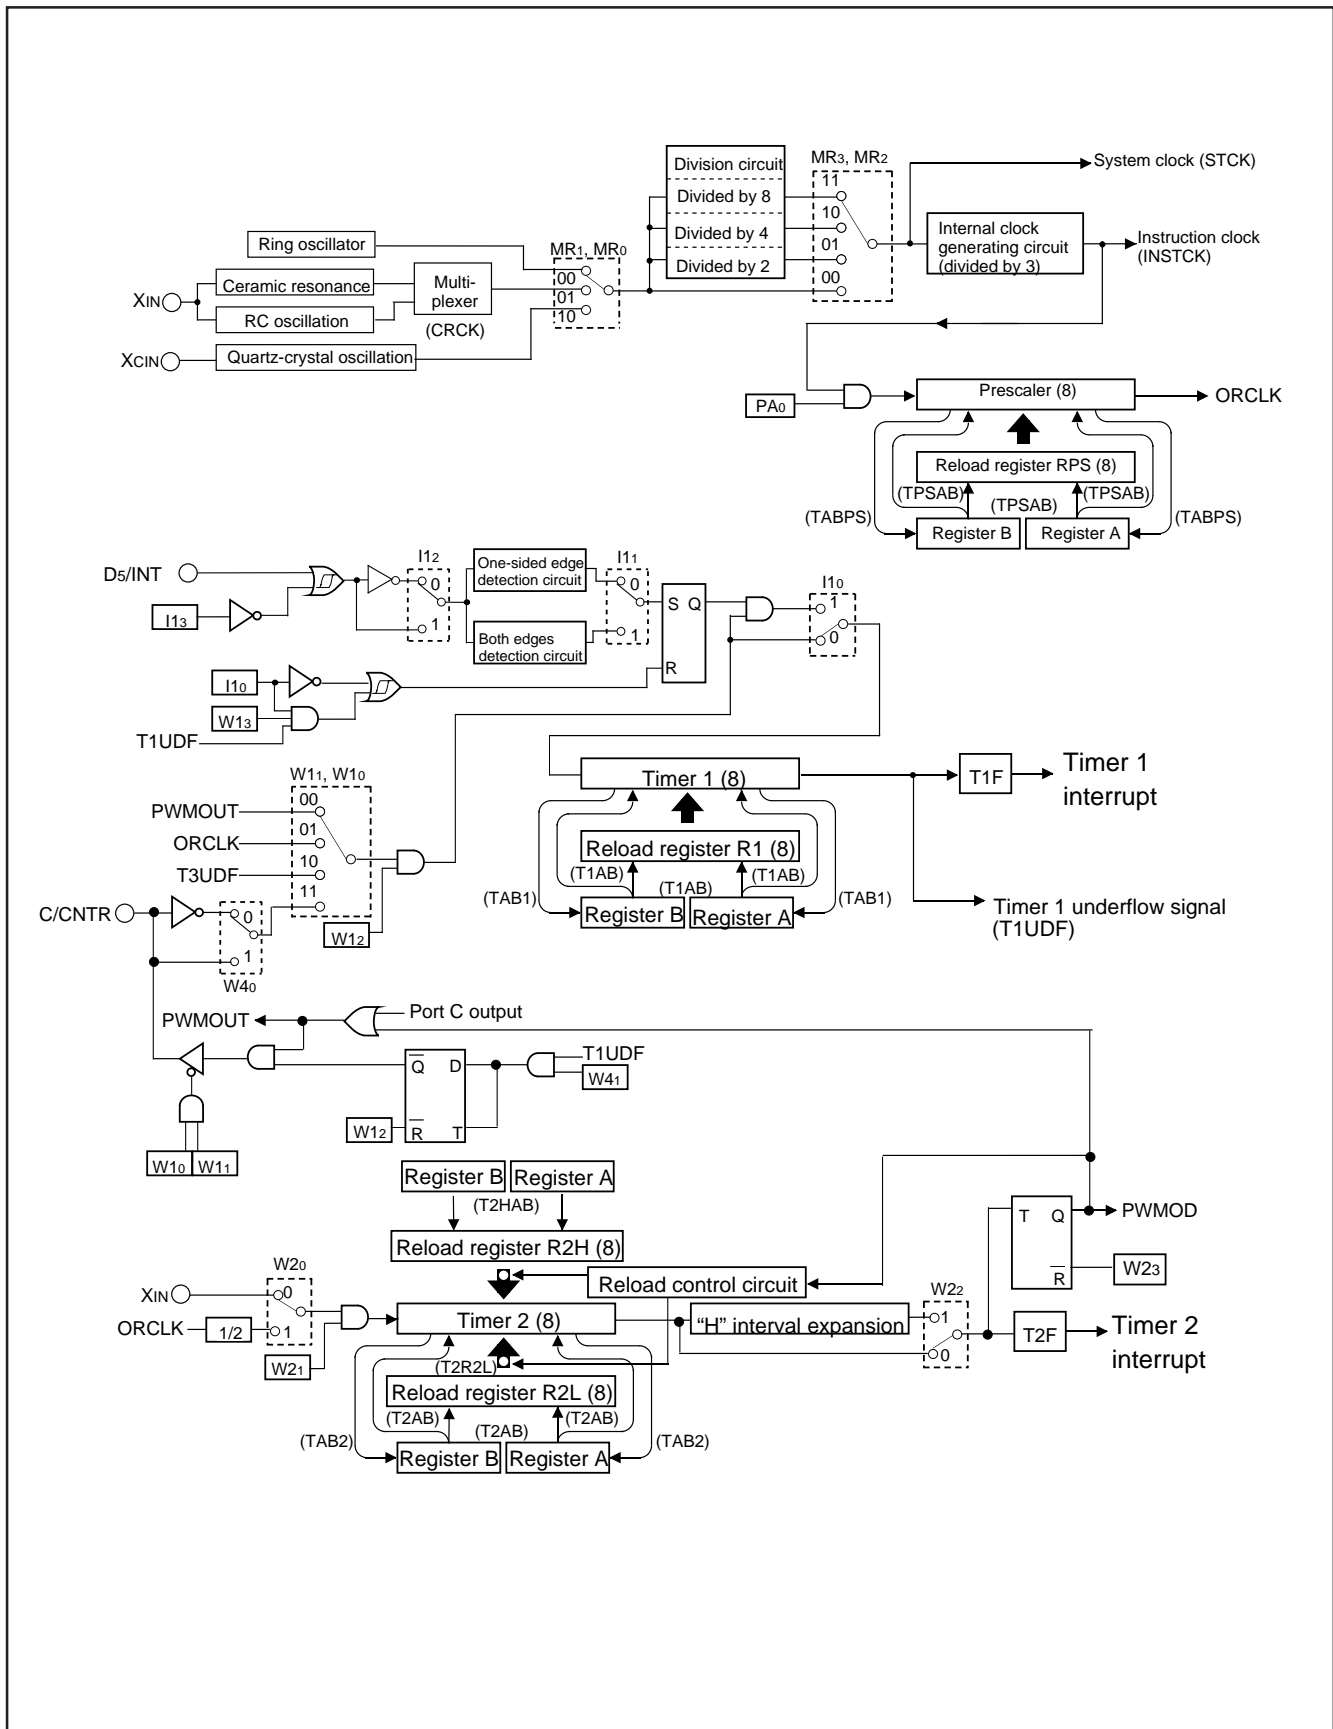 Division circuit
Divided by 8
Divided by 4
Divided by 2
MR3, MR2
11
10
01
00
System clock (STCK)
Internal clock
generating circuit
(divided by 3)
Instruction clock
(INSTCK)
Ring oscillator
Ceramic resonance
RC oscillation
Quartz-crystal oscillation
XIN
XCIN
Multi-
plexer
(CRCK)
MR1, MR0
00
01
10
PA0
Prescaler (8)
ORCLK
Reload register RPS (8)
(TPSAB)
(TPSAB)
(TPSAB)
(TABPS)
(TABPS)
Register B
Register A
D5/INT
I13
I12
0
1
One-sided edge
detection circuit
Both edges
detection circuit
I11
0
1
S
Q
R
I10
1
0
I10
W13
T1UDF
W11, W10
PWMOUT
00
ORCLK
01
T3UDF
10
11
C/CNTR
0
1
W40
W12
Timer 1 (8)
T1F
Timer 1
interrupt
Reload register R1 (8)
(T1AB)
(T1AB)
(T1AB)
(TAB1)
(TAB1)
Register B
Register A
Timer 1 underflow signal
(T1UDF)
PWMOUT
Port C output
T1UDF
W41
Q
D
R
T
W12
W10
W11
Register B
Register A
(T2HAB)
Reload register R2H (8)
Reload control circuit
T
Q
R
PWMOD
W23
W20
XIN
0
ORCLK
1/2
1
W21
Timer 2 (8)
"H" interval expansion
W22
1
0
T2F
Timer 2
interrupt
(T2R2L)
Reload register R2L (8)
(T2AB)
(T2AB)
(T2AB)
(TAB2)
(TAB2)
Register B
Register A